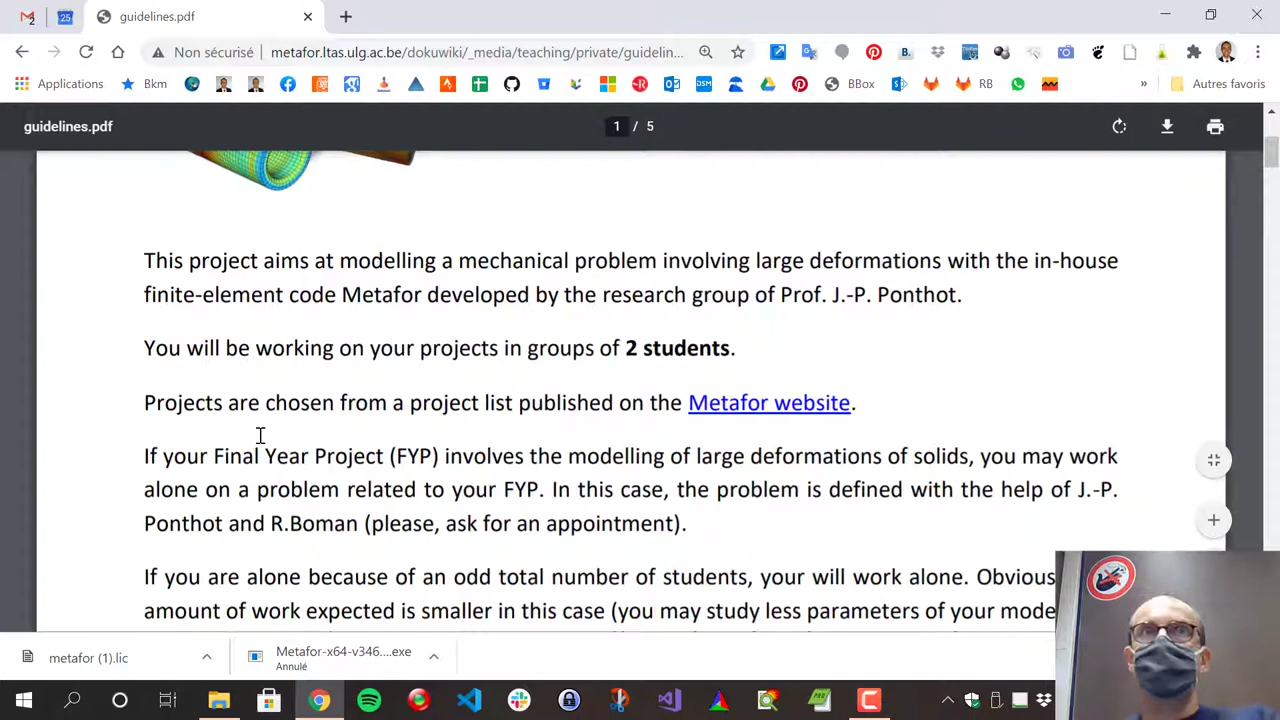 guidelines.pdf
Non sécurisé
metafor.ltas.ulg.ac.be/dokuwiki/_media/teaching/private/guidelin...
Applications
Bkm
BBox
RB
»
Autres favoris
guidelines.pdf
1 / 5
This project aims at modelling a mechanical problem involving large deformations with the in-house
finite-element code Metafor developed by the research group of Prof. J.-P. Ponthot.
You will be working on your projects in groups of 2 students.
Projects are chosen from a project list published on the Metafor website.
If your Final Year Project (FYP) involves the modelling of large deformations of solids, you may work
alone on a problem related to your FYP. In this case, the problem is defined with the help of J.-P.
Ponthot and R.Boman (please, ask for an appointment).
If you are alone because of an odd total number of students, your will work alone. Obvious
amount of work expected is smaller in this case (you may study less parameters of your mode
metafor (1).lic
Metafor-x64-v346....exe
Annulé